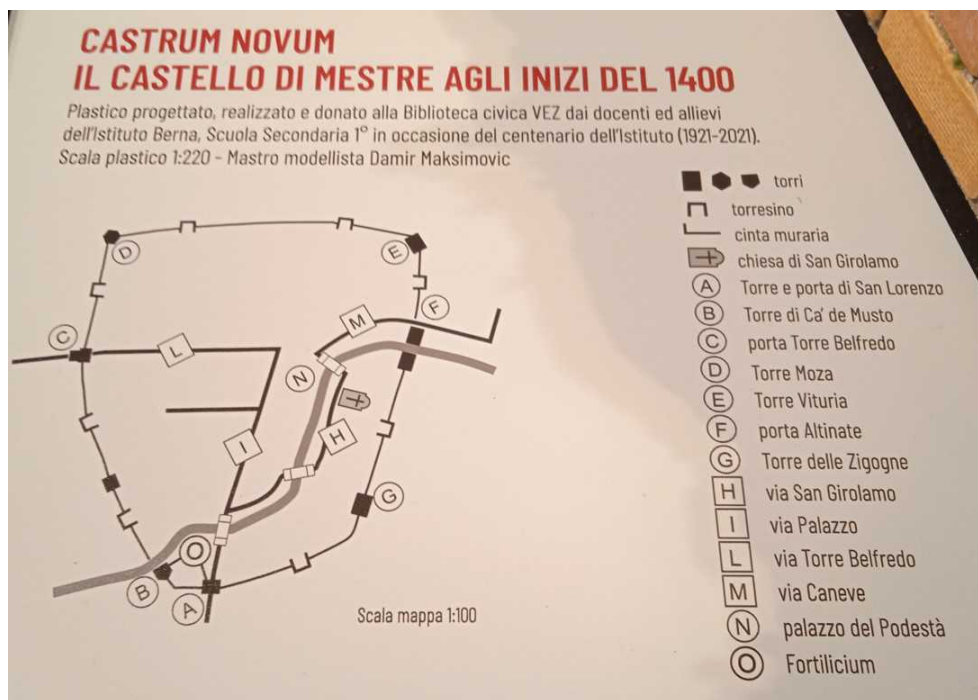 CASTRUM NOVUM
IL CASTELLO DI MESTRE AGLI INIZI DEL 1400
Plastico progettato, realizzato e donato alla Biblioteca civica VEZ dai docenti ed allievi
dell'Istituto Berna, Scuola Secondaria 1° in occasione del centenario dell'Istituto (1921-2021).
Scala plastico 1:220 - Mastro modellista Damir Maksimovic
D
E
F
M
C
L
N
H
I
G
O
B
A
Scala mappa 1:100
torri
torresino
cinta muraria
chiesa di San Girolamo
A Torre e porta di San Lorenzo
B Torre di Ca' de Musto
C porta Torre Belfredo
D Torre Moza
E Torre Vituria
F porta Altinate
G Torre delle Zigogne
H via San Girolamo
I via Palazzo
L via Torre Belfredo
M via Caneve
N palazzo del Podestà
O Fortilicium